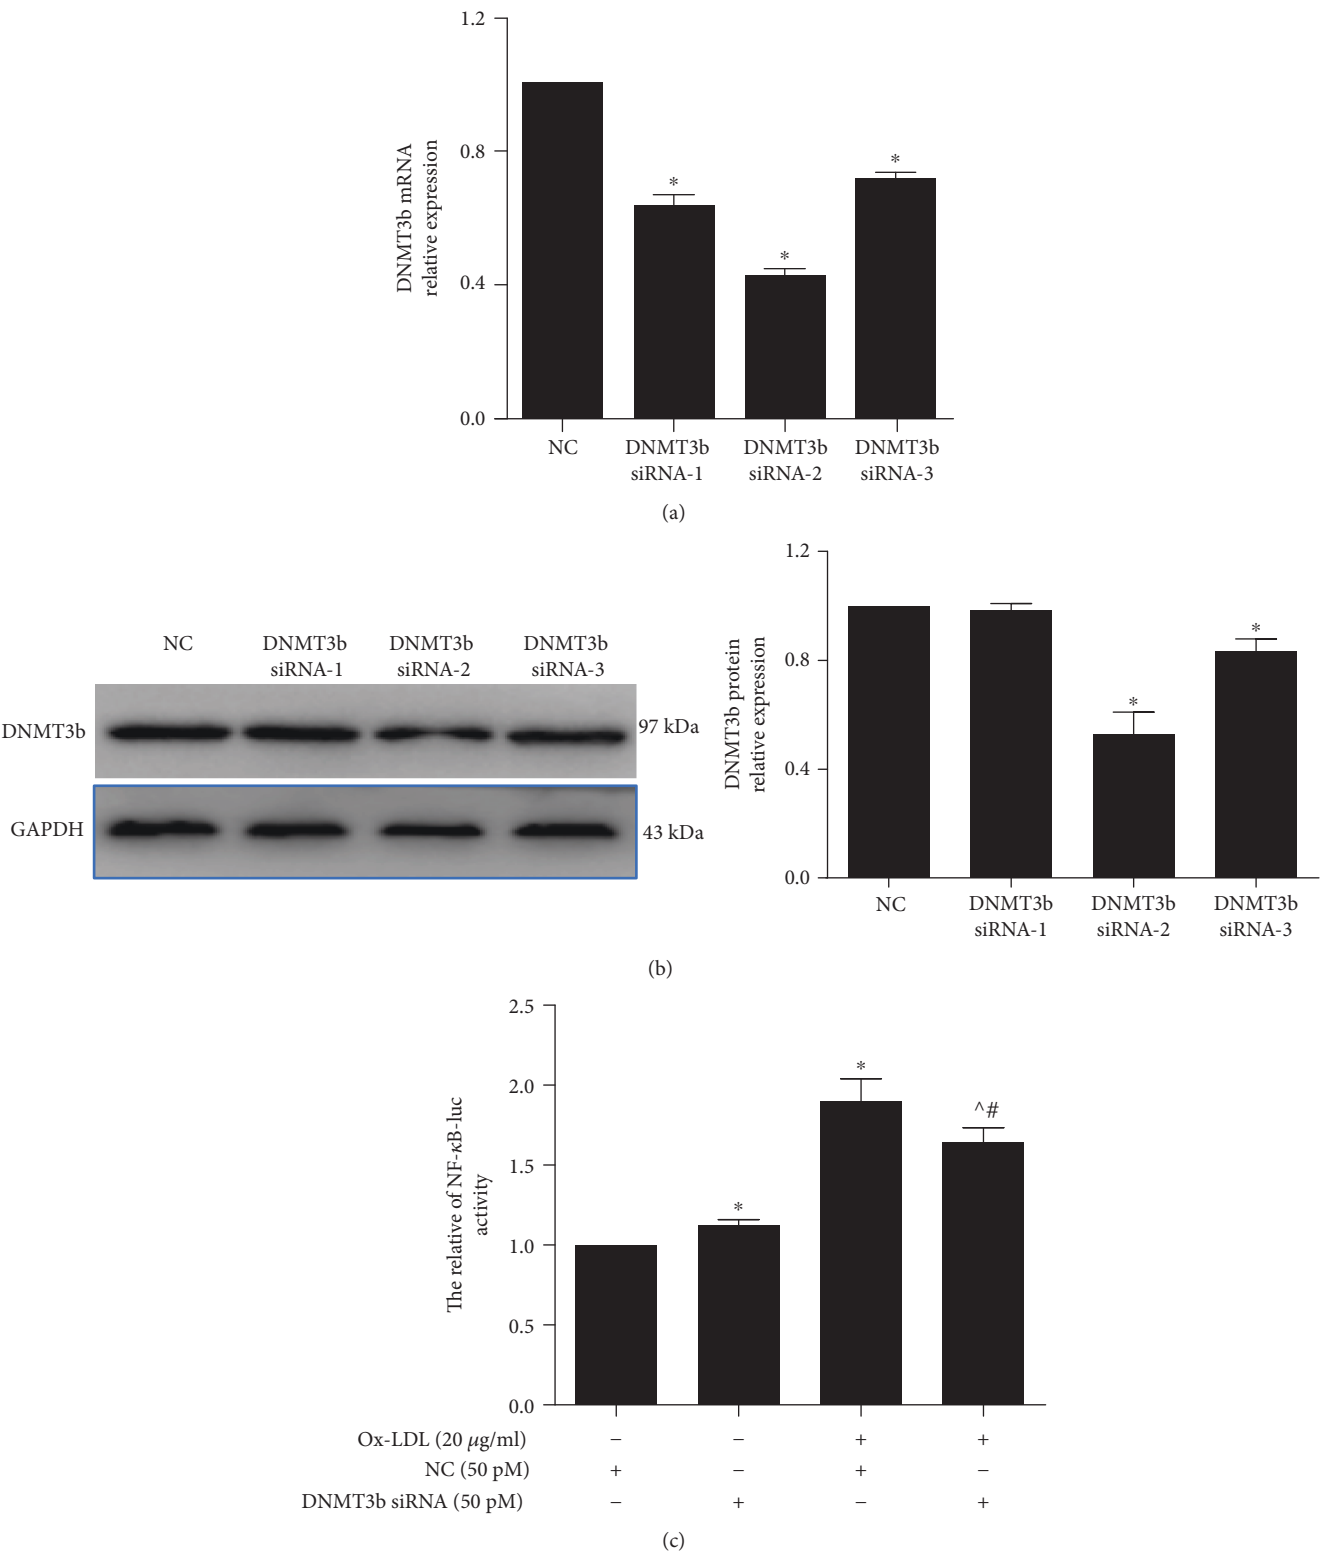 1.2
0.8
0.4
0.0
DNMT3b mRNA
relative expression
*
*
*
NC
DNMT3b
siRNA-1
DNMT3b
siRNA-2
DNMT3b
siRNA-3
(a)
NC
DNMT3b
siRNA-1
DNMT3b
siRNA-2
DNMT3b
siRNA-3
DNMT3b
97 kDa
GAPDH
43 kDa
1.2
0.8
0.4
0.0
DNMT3b protein
relative expression
*
*
NC
DNMT3b
siRNA-1
DNMT3b
siRNA-2
DNMT3b
siRNA-3
(b)
2.5
2.0
1.5
1.0
0.5
0.0
The relative of NF-κB-luc
activity
*
*
^#
Ox-LDL (20 μg/ml) − − + +
NC (50 pM) + − + −
DNMT3b siRNA (50 pM) − + − +
(c)